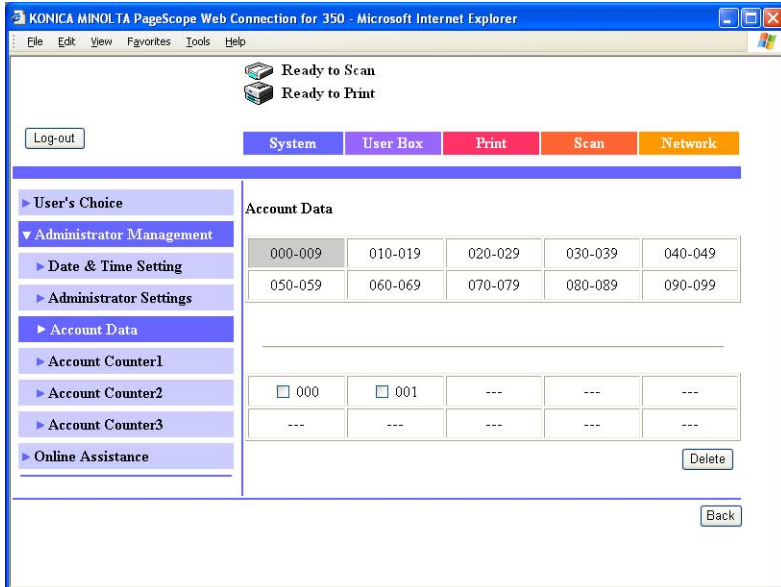 KONICA MINOLTA PageScope Web Connection for 350 - Microsoft Internet Explorer
File Edit View Favorites Tools Help
Ready to Scan
Ready to Print
Log-out
System User Box Print Scan Network
User's Choice
Administrator Management
Date & Time Setting
Administrator Settings
Account Data
Account Counter1
Account Counter2
Account Counter3
Online Assistance
Account Data
000-009 010-019 020-029 030-039 040-049
050-059 060-069 070-079 080-089 090-099
000 001 --- --- ---
--- --- --- --- ---
Delete
Back